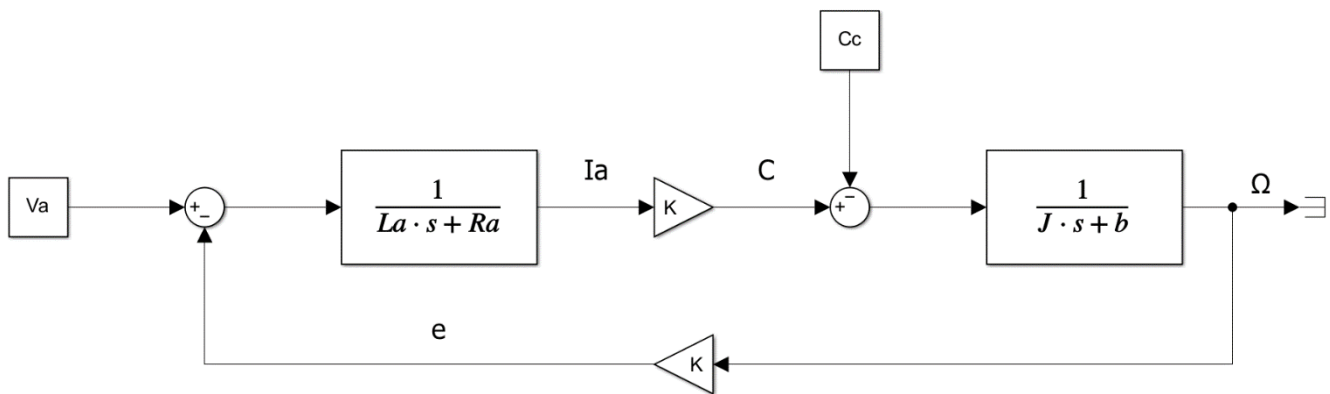 Cc
Va
1
La · s + Ra
Ia
K
C
1
J · s + b
Ω
e
K
+
_
+
−